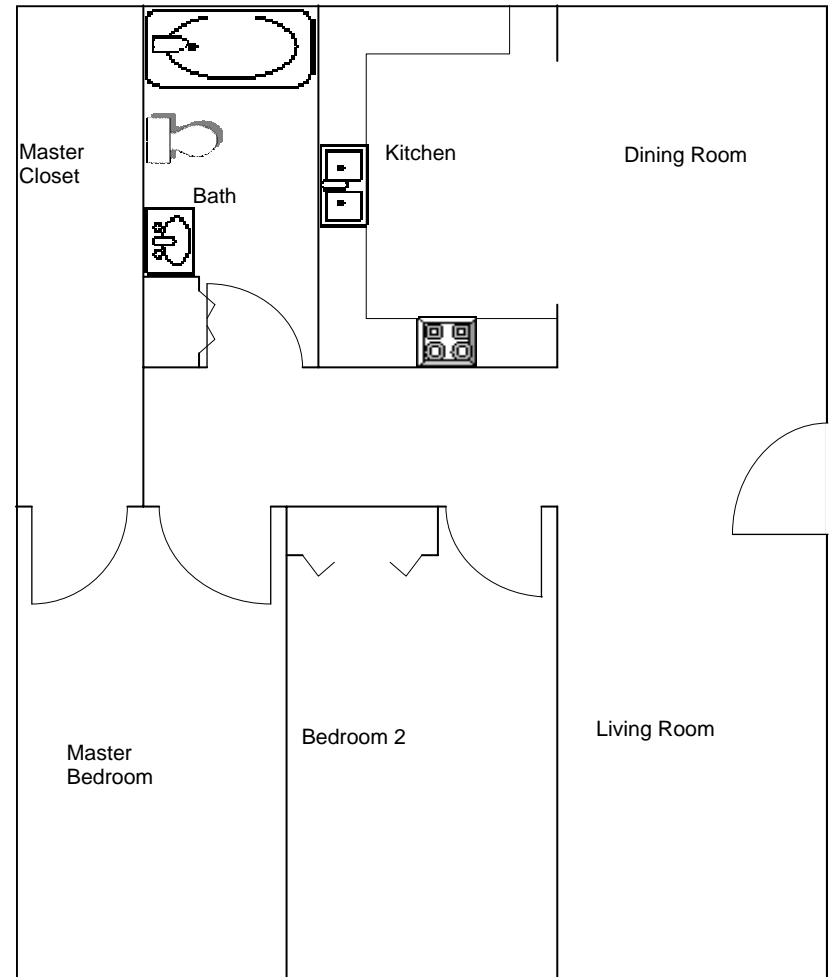 Master
Closet
Bath
Kitchen
Dining Room
Master
Bedroom
Bedroom 2
Living Room